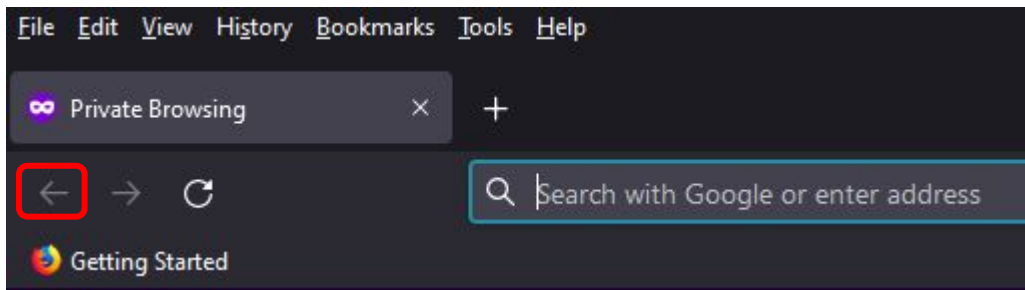 File Edit View History Bookmarks Tools Help
Private Browsing
Search with Google or enter address
Getting Started